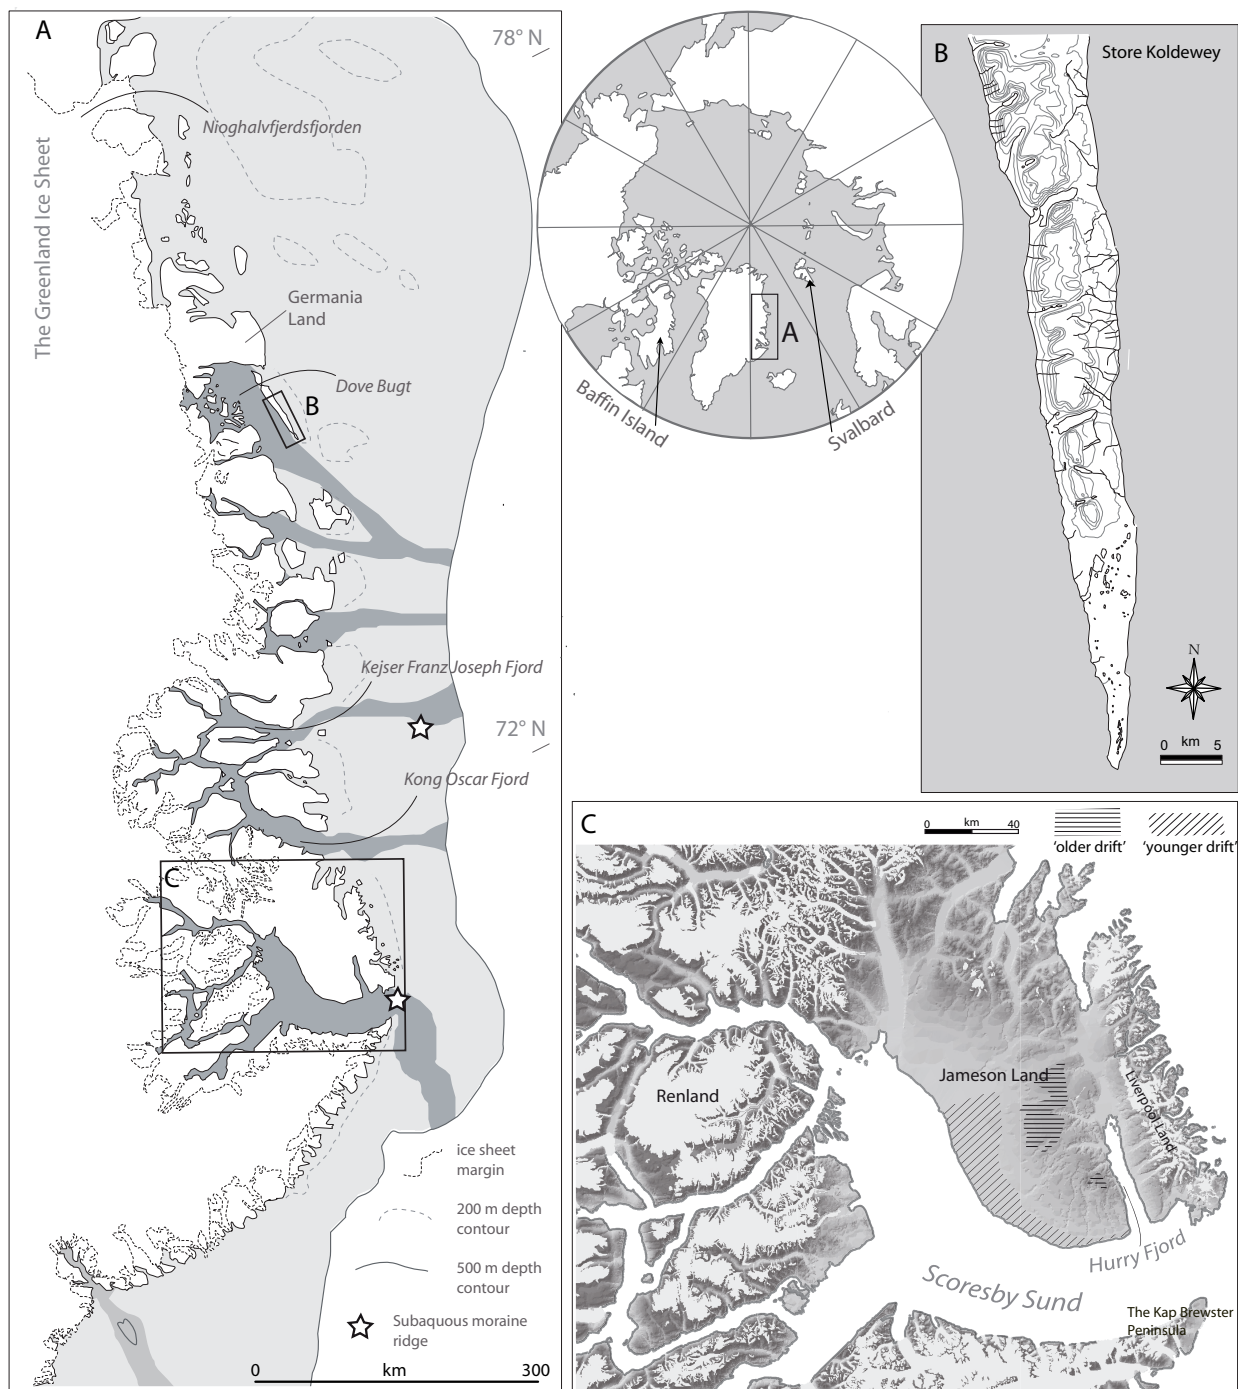 A
78° N
Nioghalvfjerdsfjorden
The Greenland Ice Sheet
Germania
Land
Dove Bugt
B
Kejser Franz Joseph Fjord
72° N
Kong Oscar Fjord
C
ice sheet
margin
200 m depth
contour
500 m depth
contour
Subaquous moraine
ridge
0 km 300
A
Baffin Island
Svalbard
B
Store Koldewey
N
0 km 5
C
0 km 40
'older drift'
'younger drift'
Jameson Land
Renland
Liverpool Land
Hurry Fjord
Scoresby Sund
The Kap Brewster
Peninsula